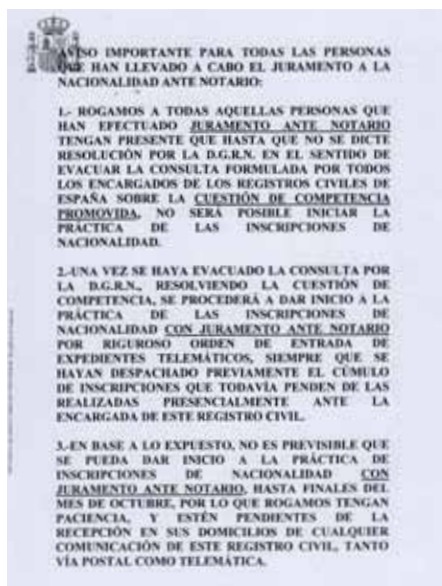 AVISO IMPORTANTE PARA TODAS LAS PERSONAS
QUE HAN LLEVADO A CABO EL JURAMENTO A LA
NACIONALIDAD ANTE NOTARIO:
1.- ROGAMOS A TODAS AQUELLAS PERSONAS QUE
HAN EFECTUADO JURAMENTO ANTE NOTARIO
TENGAN PRESENTE QUE HASTA QUE NO SE DICTE
RESOLUCIÓN POR LA D.G.R.N. EN EL SENTIDO DE
EVACUAR LA CONSULTA FORMULADA POR TODOS
LOS ENCARGADOS DE LOS REGISTROS CIVILES DE
ESPAÑA SOBRE LA CUESTIÓN DE COMPETENCIA
PROMOVIDA, NO SERÁ POSIBLE INICIAR LA
PRÁCTICA DE LAS INSCRIPCIONES DE
NACIONALIDAD.
2.-UNA VEZ SE HAYA EVACUADO LA CONSULTA POR
LA D.G.R.N., RESOLVIENDO LA CUESTIÓN DE
COMPETENCIA, SE PROCEDERÁ A DAR INICIO A LA
PRÁCTICA DE LAS INSCRIPCIONES DE
NACIONALIDAD CON JURAMENTO ANTE NOTARIO
POR RIGUROSO ORDEN DE ENTRADA DE
EXPEDIENTES TELEMÁTICOS, SIEMPRE QUE SE
HAYAN DESPACHADO PREVIAMENTE EL CÚMULO
DE INSCRIPCIONES QUE TODAVÍA PENDEN DE LAS
REALIZADAS PRESENCIALMENTE ANTE LA
ENCARGADA DE ESTE REGISTRO CIVIL.
3.-EN BASE A LO EXPUESTO, NO ES PREVISIBLE QUE
SE PUEDA DAR INICIO A LA PRÁCTICA DE
INSCRIPCIONES DE NACIONALIDAD CON
JURAMENTO ANTE NOTARIO, HASTA FINALES DEL
MES DE OCTUBRE, POR LO QUE ROGAMOS TENGAN
PACIENCIA, Y ESTÉN PENDIENTES DE LA
RECEPCIÓN EN SUS DOMICILIOS DE CUALQUIER
COMUNICACIÓN DE ESTE REGISTRO CIVIL, TANTO
VÍA POSTAL COMO TELEMÁTICA.